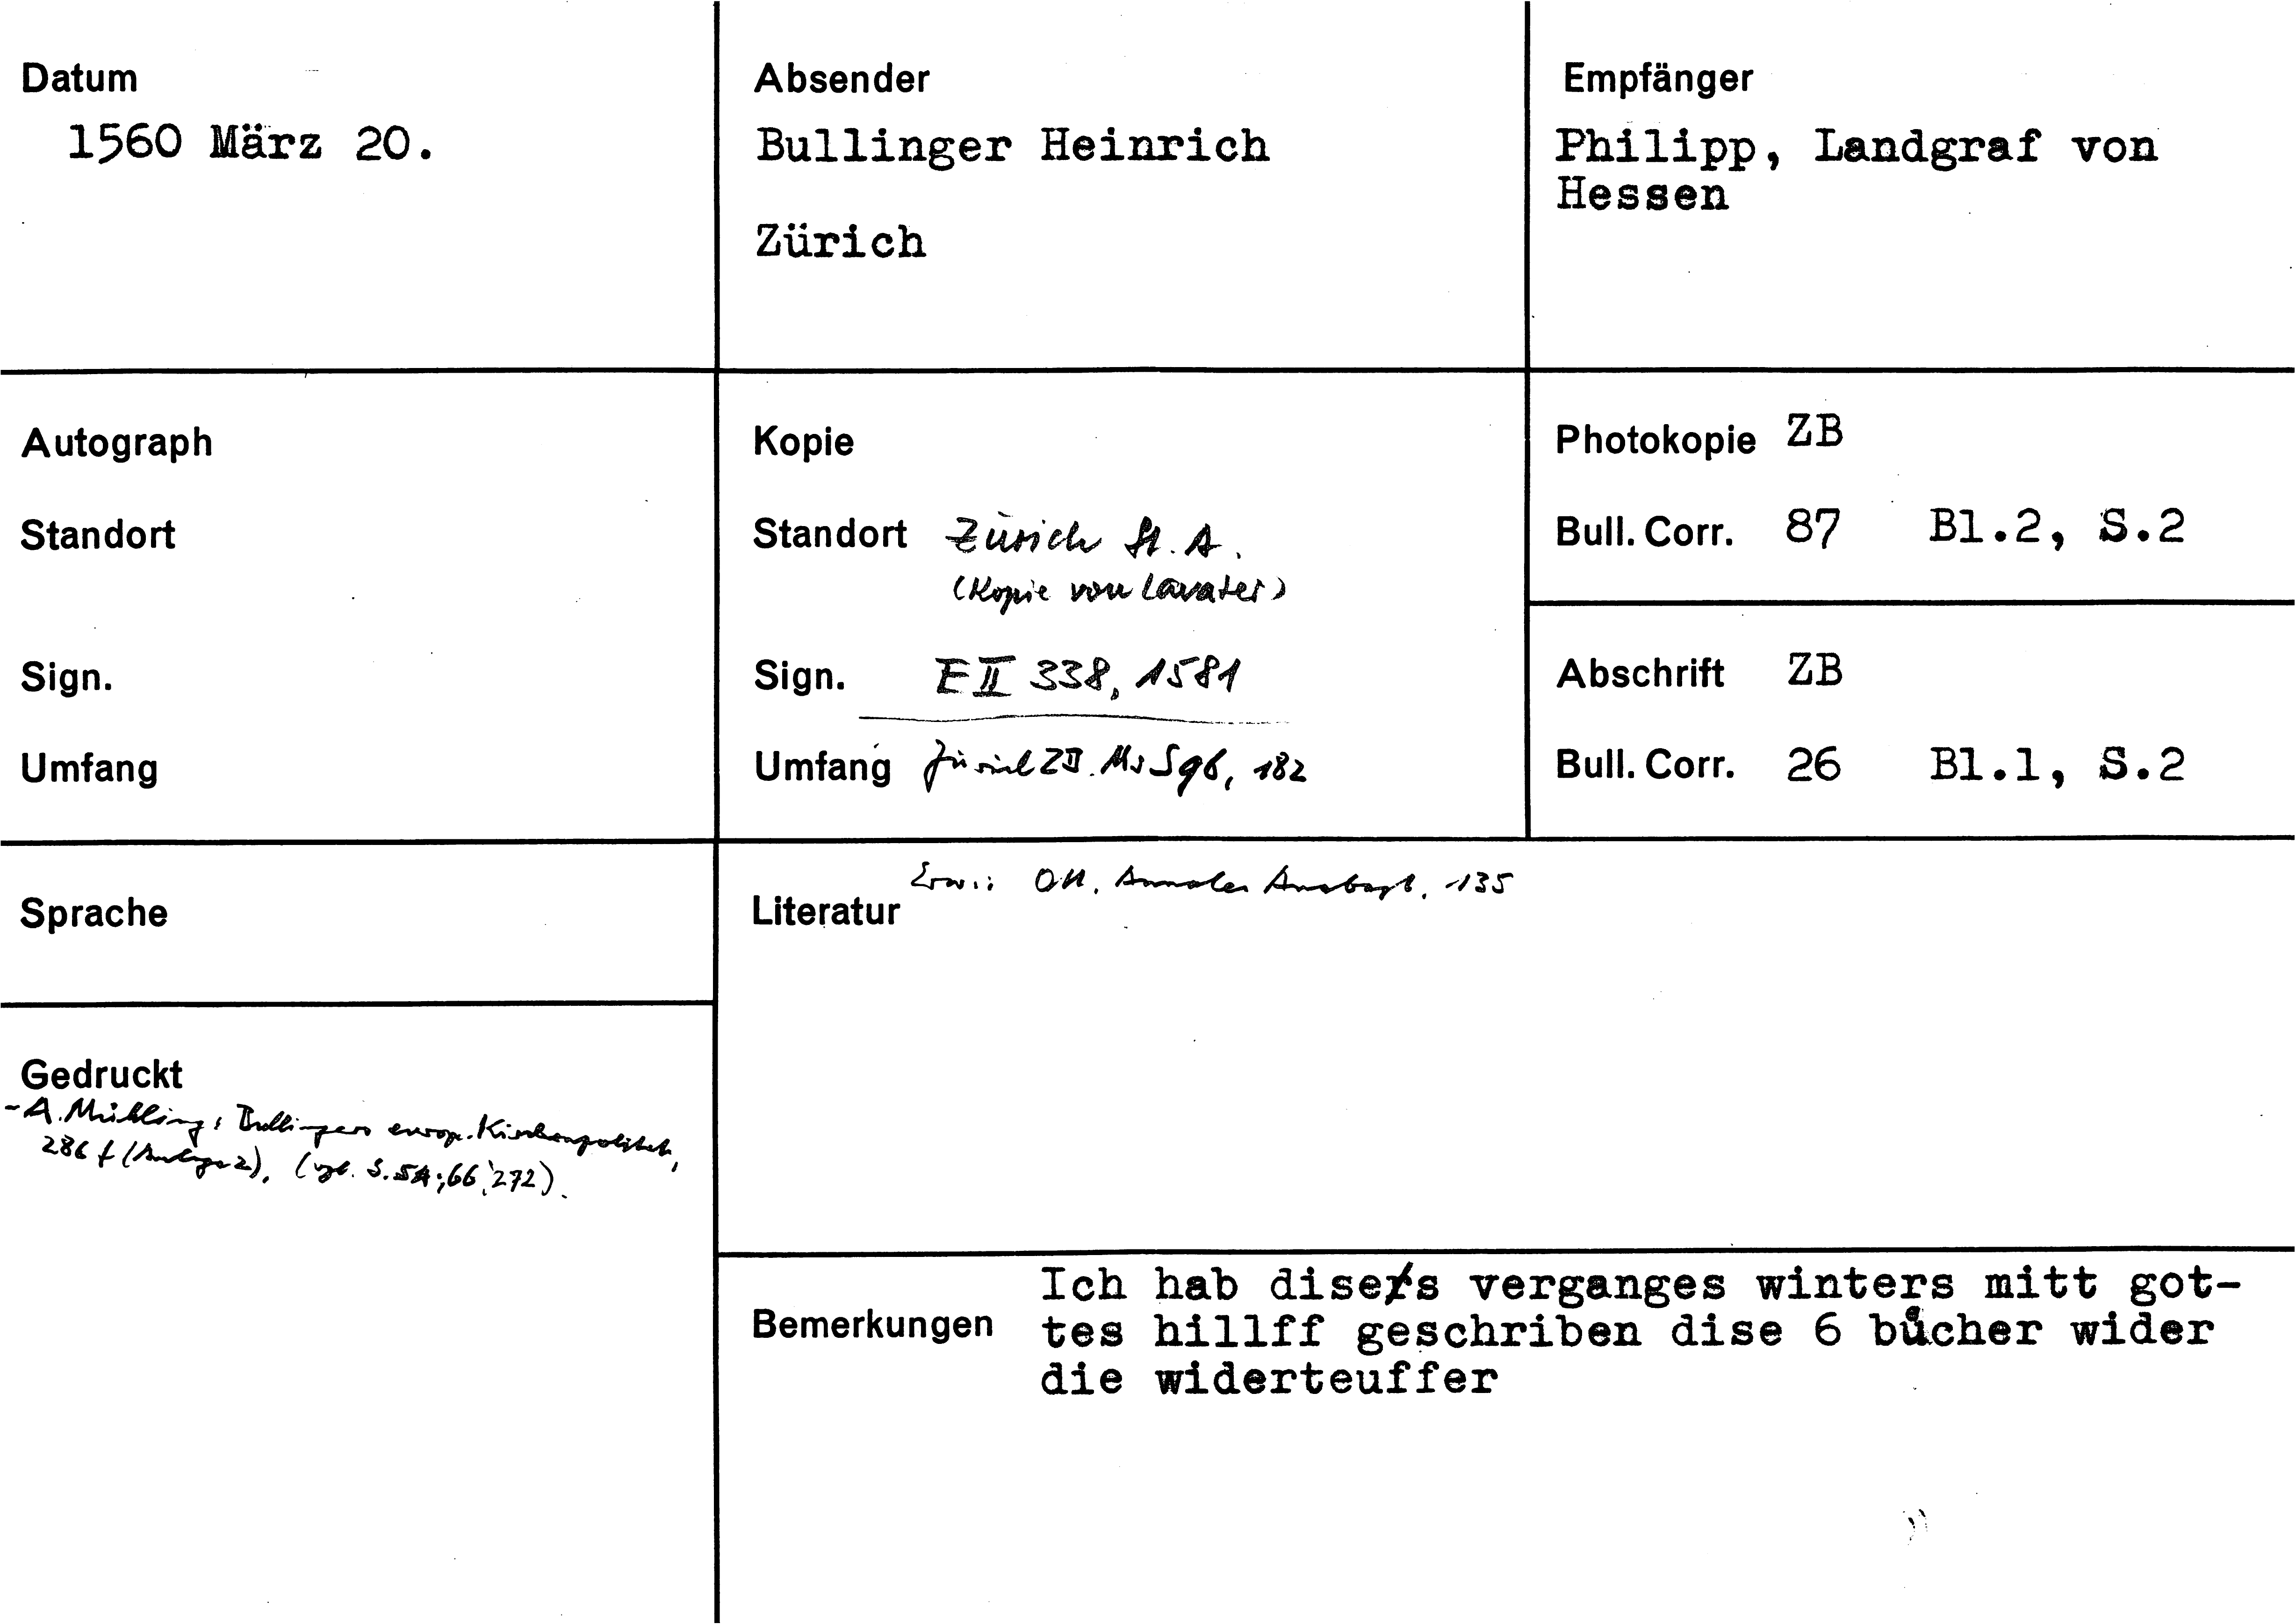 Datum
1560 März 20.
Absender
Bullinger Heinrich
Zürich
Empfänger
Philipp, Landgraf von
Hessen
Autograph
Standort
Sign.
Umfang
Kopie
Standort Zürich St. A.
(Kopie von Lavater)
Sign. E II 338, 1581
Umfang Zürich ZB. Ms S 96, 182
Photokopie ZB
Bull. Corr. 87 Bl.2, S.2
Abschrift ZB
Bull. Corr. 26 Bl.1, S.2
Sprache
Gedruckt
- A. Mühling, Bullingers europ. Kirchenpolitik,
286 f (Anlage 2), (vgl. S. 54; 66, 272).
Literatur Erw.: Ott, Annales Anabapt., 135
Bemerkungen
Ich hab dises verganges winters mitt got-
tes hillff geschriben dise 6 bůcher wider
die widerteuffer